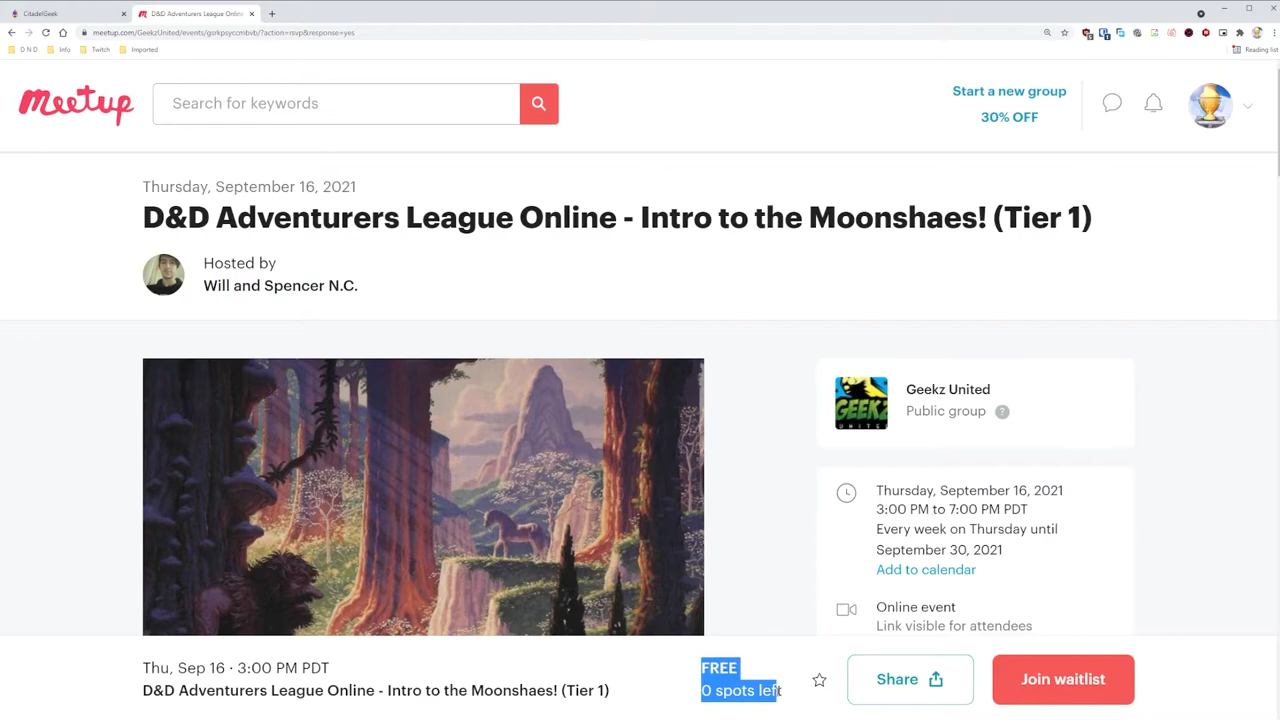 CitadelGeek
D&D Adventurers League Online
meetup.com/GeekzUnited/events/gsrkpsyccmbvb/?action=rsvp&response=yes
D N D
Info
Twitch
Imported
Reading list
meetup
Search for keywords
Start a new group
30% OFF
Thursday, September 16, 2021
D&D Adventurers League Online - Intro to the Moonshaes! (Tier 1)
Hosted by
Will and Spencer N.C.
GEEKZ
UNITED
Geekz United
Public group ?
Thursday, September 16, 2021
3:00 PM to 7:00 PM PDT
Every week on Thursday until
September 30, 2021
Add to calendar
Online event
Link visible for attendees
Thu, Sep 16 · 3:00 PM PDT
D&D Adventurers League Online - Intro to the Moonshaes! (Tier 1)
FREE
0 spots left
Share
Join waitlist